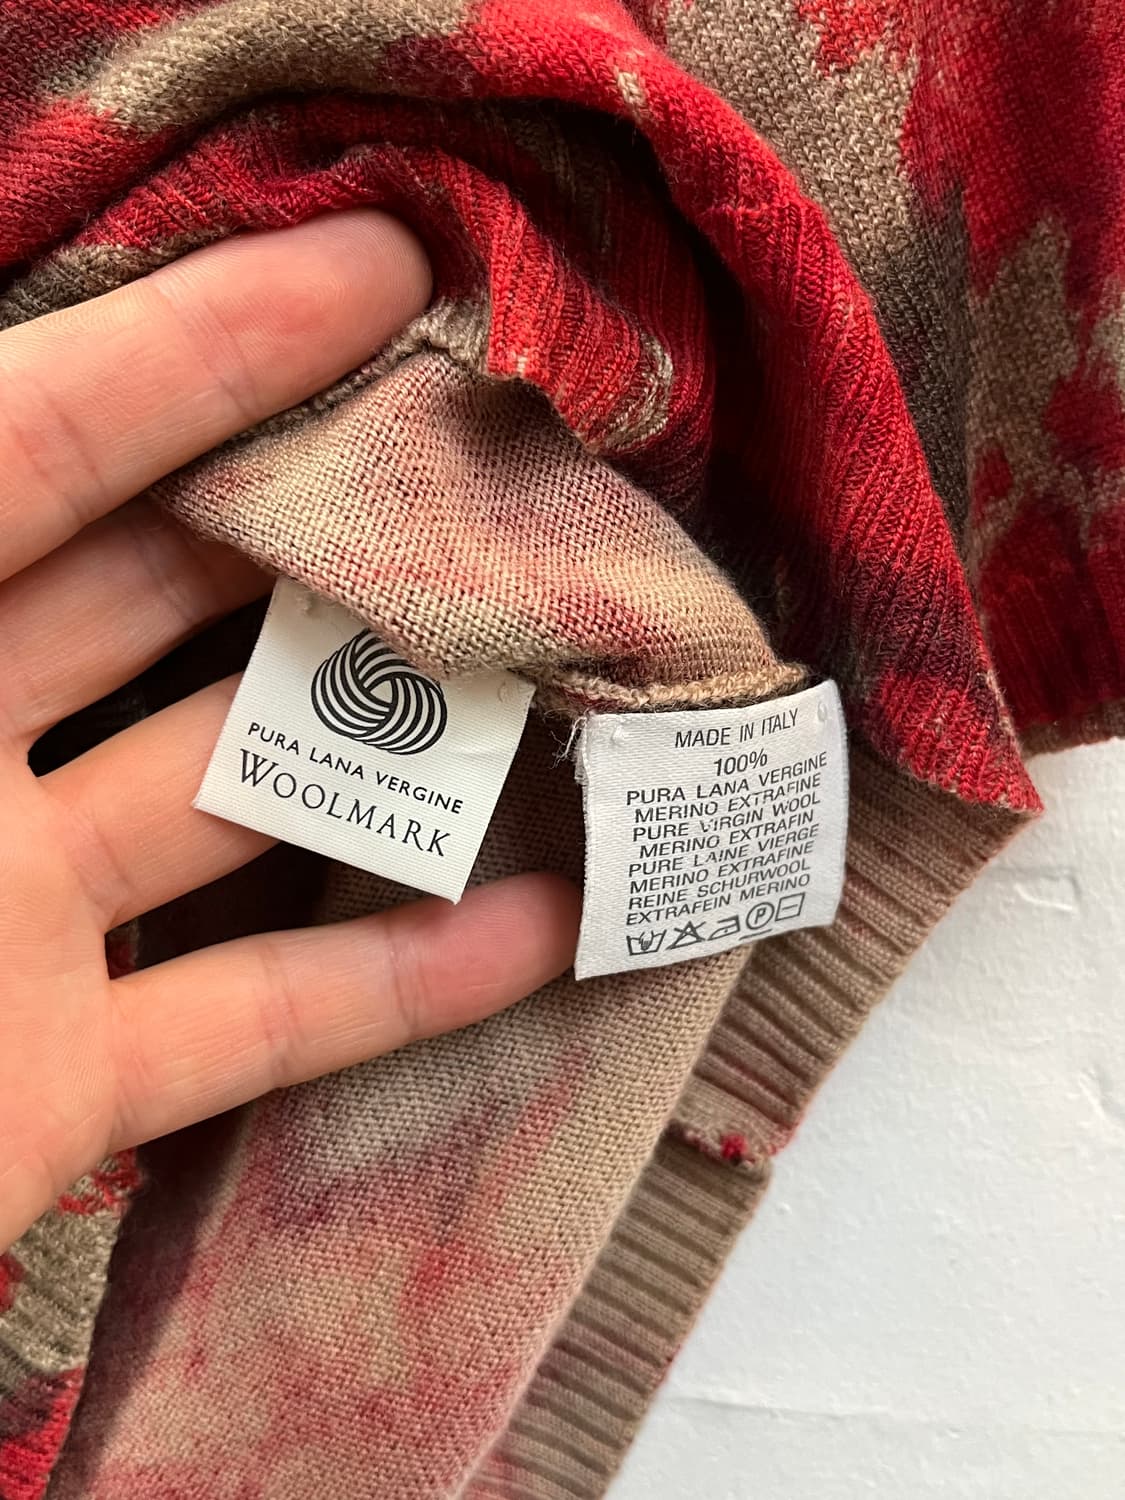 PURA LANA VERGINE
WOOLMARK
MADE IN ITALY
100%
PURA LANA VERGINE
MERINO EXTRAFINE
PURE VIRGIN WOOL
MERINO EXTRAFIN
PURE LAINE VIERGE
MERINO EXTRAFINE
REINE SCHURWOOL
EXTRAFEIN MERINO
P